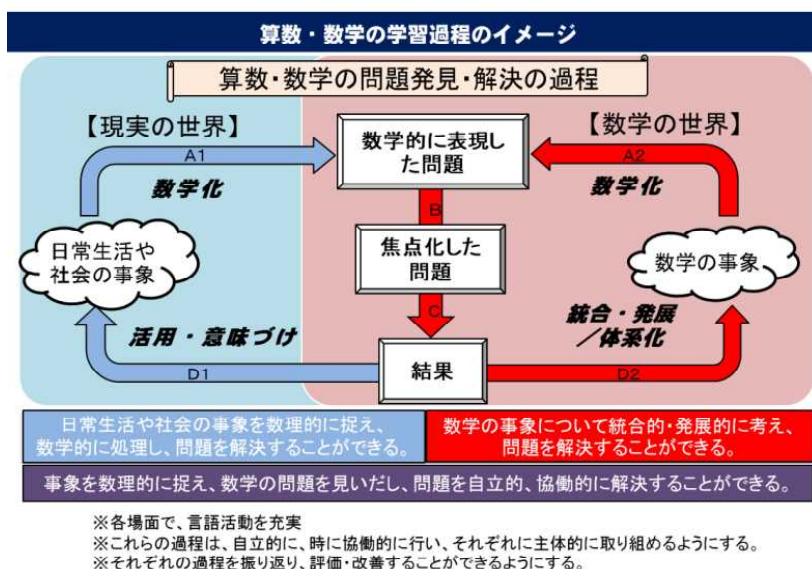 算数・数学の学習過程のイメージ
算数・数学の問題発見・解決の過程
【現実の世界】
【数学の世界】
A1
数学化
数学的に表現し
た問題
A2
数学化
B
日常生活や
社会の事象
焦点化した
問題
数学の事象
C
活用・意味づけ
統合・発展
／体系化
D1
結果
D2
日常生活や社会の事象を数理的に捉え、
数学的に処理し、問題を解決することができる。
数学の事象について統合的・発展的に考え、
問題を解決することができる。
事象を数理的に捉え、数学の問題を見いだし、問題を自立的、協働的に解決することができる。
※各場面で、言語活動を充実
※これらの過程は、自立的に、時に協働的に行い、それぞれに主体的に取り組めるようにする。
※それぞれの過程を振り返り、評価・改善することができるようにする。